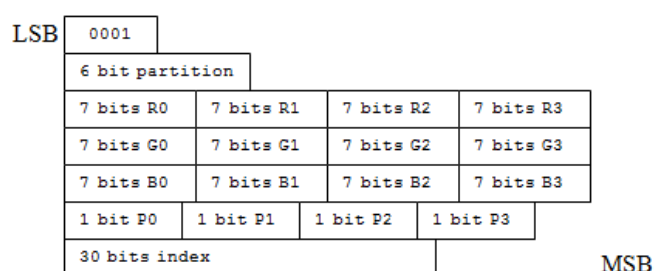 LSB 0001
6 bit partition
7 bits R0 7 bits R1 7 bits R2 7 bits R3
7 bits G0 7 bits G1 7 bits G2 7 bits G3
7 bits B0 7 bits B1 7 bits B2 7 bits B3
1 bit P0 1 bit P1 1 bit P2 1 bit P3
30 bits index MSB